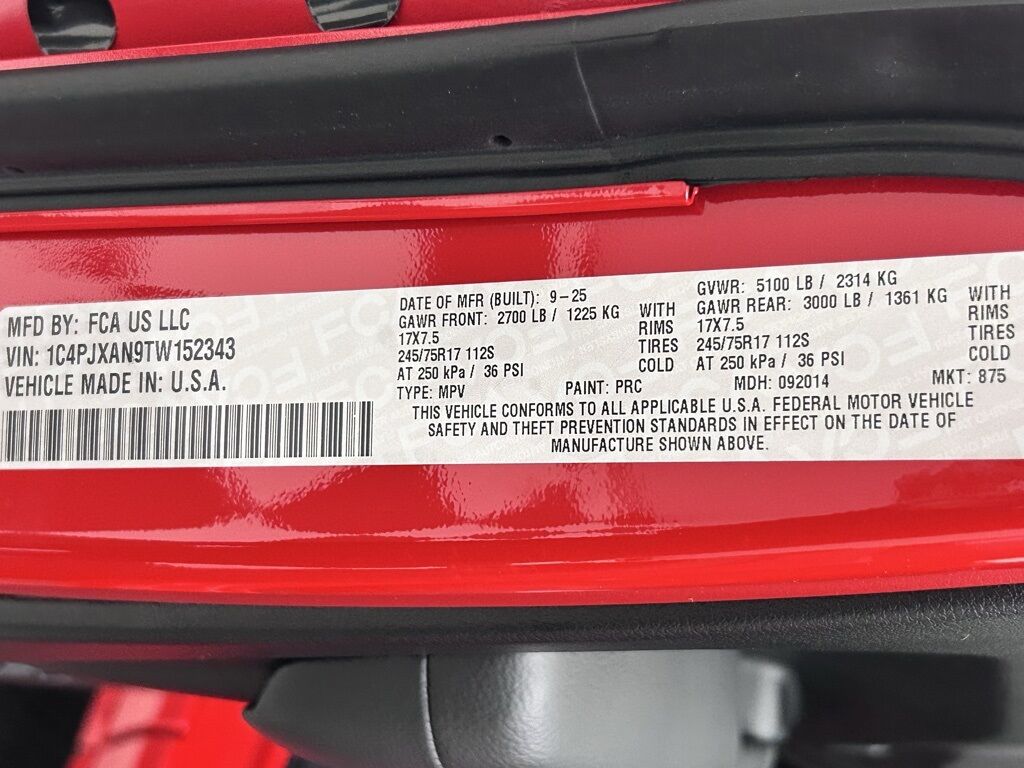 MFD BY: FCA US LLC
VIN: 1C4PJXAN9TW152343
VEHICLE MADE IN: U.S.A.
DATE OF MFR (BUILT): 9-25
GAWR FRONT: 2700 LB / 1225 KG WITH
17X7.5 RIMS
245/75R17 112S TIRES
AT 250 kPa / 36 PSI COLD
GVWR: 5100 LB / 2314 KG
GAWR REAR: 3000 LB / 1361 KG WITH
17X7.5 RIMS
245/75R17 112S TIRES
AT 250 kPa / 36 PSI COLD
TYPE: MPV PAINT: PRC MDH: 092014 MKT: 875
THIS VEHICLE CONFORMS TO ALL APPLICABLE U.S.A. FEDERAL MOTOR VEHICLE
SAFETY AND THEFT PREVENTION STANDARDS IN EFFECT ON THE DATE OF
MANUFACTURE SHOWN ABOVE.